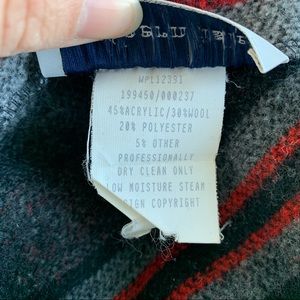 WPL12391
199450/000237
45%ACRYLIC/30%WOOL
20% POLYESTER
5% OTHER
PROFESSIONALLY
DRY CLEAN ONLY
LOW MOISTURE STEAM
SIGN COPYRIGHT